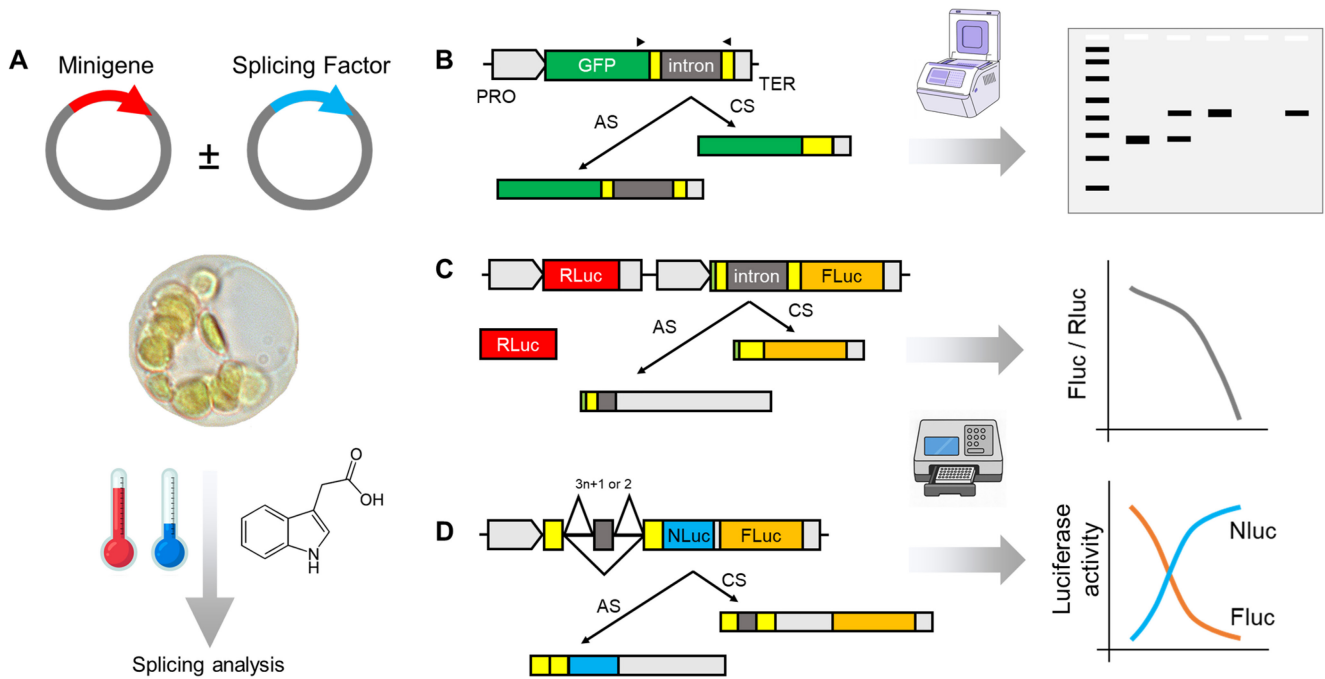 A
Minigene
Splicing Factor
±
O
OH
N
H
Splicing analysis
B
GFP
intron
PRO
TER
AS
CS
C
RLuc
intron
FLuc
AS
CS
RLuc
Fluc / Rluc
D
3n+1 or 2
NLuc
FLuc
AS
CS
Luciferase
activity
Nluc
Fluc